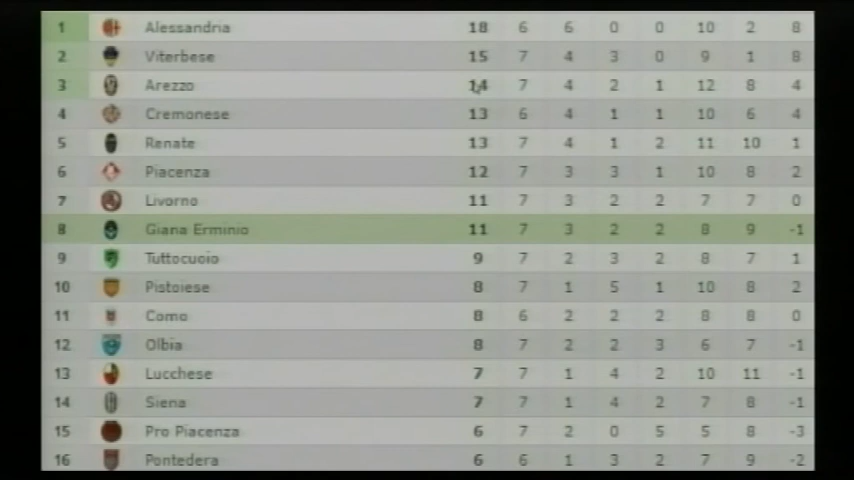 1 Alessandria 18 6 6 0 0 10 2 8
2 Viterbese 15 7 4 3 0 9 1 8
3 Arezzo 14 7 4 2 1 12 8 4
4 Cremonese 13 6 4 1 1 10 6 4
5 Renate 13 7 4 1 2 11 10 1
6 Piacenza 12 7 3 3 1 10 8 2
7 Livorno 11 7 3 2 2 7 7 0
8 Giana Erminio 11 7 3 2 2 8 9 -1
9 Tuttocuoio 9 7 2 3 2 8 7 1
10 Pistoiese 8 7 1 5 1 10 8 2
11 Como 8 6 2 2 2 8 8 0
12 Olbia 8 7 2 2 3 6 7 -1
13 Lucchese 7 7 1 4 2 10 11 -1
14 Siena 7 7 1 4 2 7 8 -1
15 Pro Piacenza 6 7 2 0 5 5 8 -3
16 Pontedera 6 6 1 3 2 7 9 -2